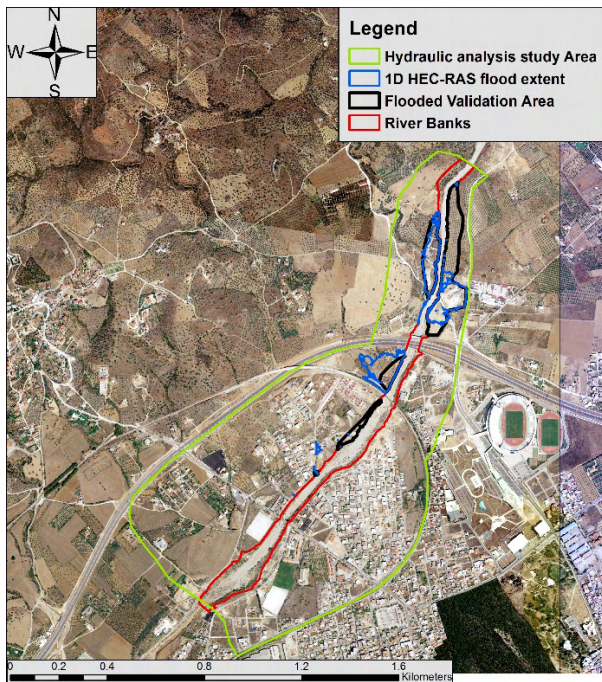 N
W E
S
Legend
Hydraulic analysis study Area
1D HEC-RAS flood extent
Flooded Validation Area
River Banks
0 0.2 0.4 0.8 1.2 1.6
Kilometers